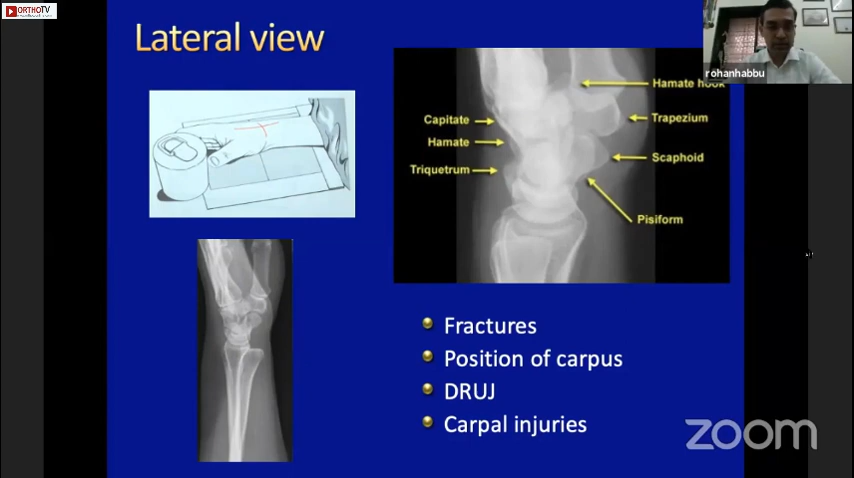 ORTHOTV
Lateral view
rohanhabbu
Hamate hook
Capitate
Trapezium
Hamate
Scaphoid
Triquetrum
Pisiform
Fractures
Position of carpus
DRUJ
Carpal injuries
zoom